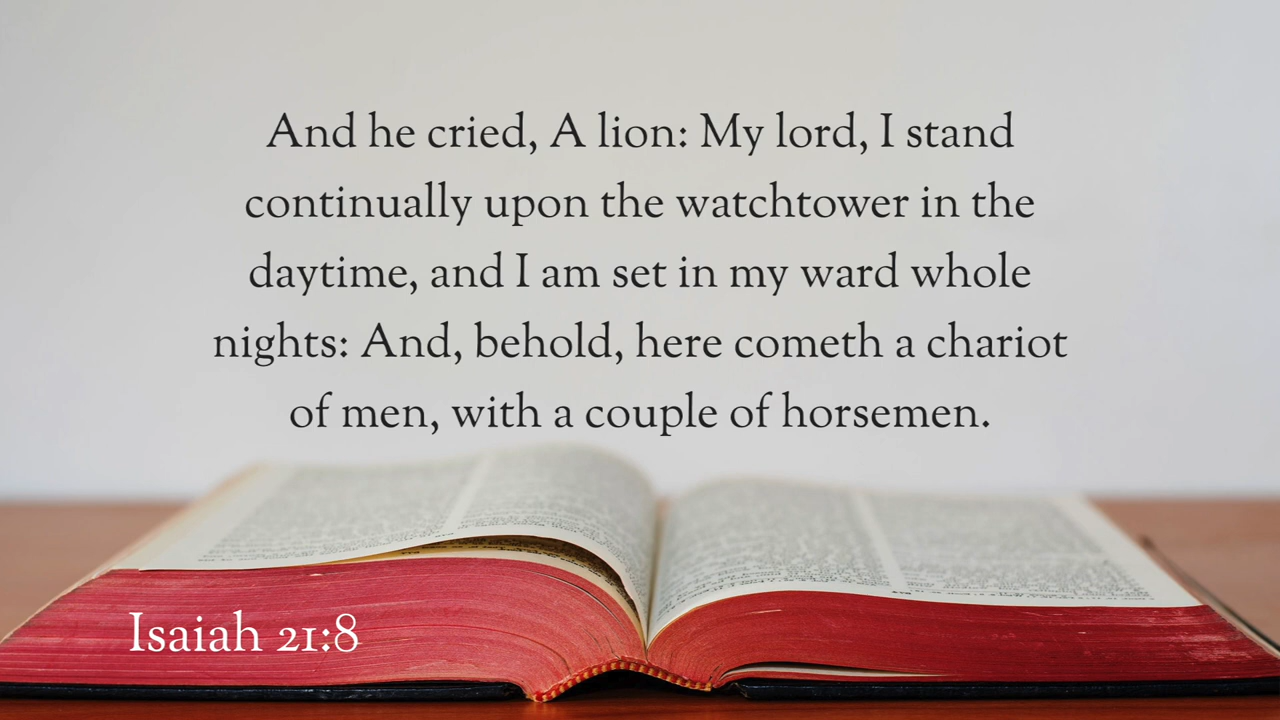 And he cried, A lion: My lord, I stand
continually upon the watchtower in the
daytime, and I am set in my ward whole
nights: And, behold, here cometh a chariot
of men, with a couple of horsemen.
Isaiah 21:8